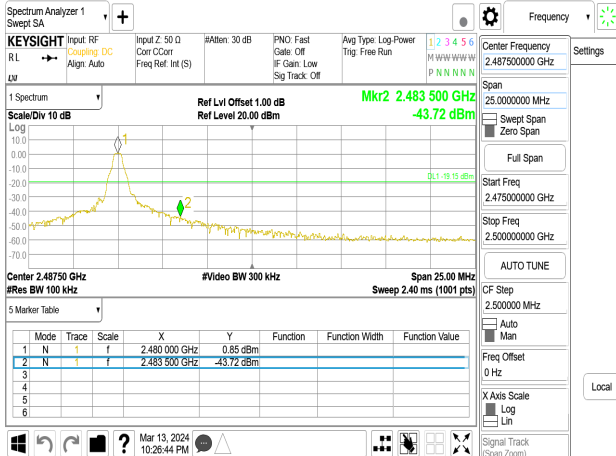 Spectrum Analyzer 1
Swept SA
Frequency
KEYSIGHT
RL
LXI
Input: RF
Coupling: DC
Align: Auto
Input Z: 50 Ω
Corr CCorr
Freq Ref: Int (S)
#Atten: 30 dB
PNO: Fast
Gate: Off
IF Gain: Low
Sig Track: Off
Avg Type: Log-Power
Trig: Free Run
1 2 3 4 5 6
M W W W W W
P N N N N N
1 Spectrum
Scale/Div 10 dB
Ref Lvl Offset 1.00 dB
Ref Level 20.00 dBm
Mkr2 2.483 500 GHz
-43.72 dBm
Log
10.0
0.00
-10.0
-20.0
-30.0
-40.0
-50.0
-60.0
-70.0
1
2
DL1 -19.15 dBm
Center 2.48750 GHz
#Res BW 100 kHz
#Video BW 300 kHz
Span 25.00 MHz
Sweep 2.40 ms (1001 pts)
5 Marker Table
Mode Trace Scale X Y Function Function Width Function Value
1 N 1 f 2.480 000 GHz 0.85 dBm
2 N 1 f 2.483 500 GHz -43.72 dBm
3
4
5
6
?
Mar 13, 2024
10:26:44 PM
Center Frequency
2.487500000 GHz
Span
25.0000000 MHz
Swept Span
Zero Span
Full Span
Start Freq
2.475000000 GHz
Stop Freq
2.500000000 GHz
AUTO TUNE
CF Step
2.500000 MHz
Auto
Man
Freq Offset
0 Hz
X Axis Scale
Log
Lin
Signal Track
(Span Zoom)
Settings
Local